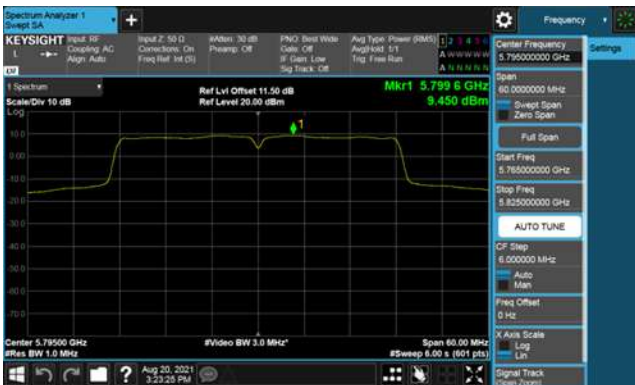 Spectrum Analyzer 1
Swept SA
+
Frequency
KEYSIGHT
L
Input: RF
Coupling: AC
Align: Auto
Input Z: 50 Ω
Corrections: On
Freq Ref: Int (S)
#Atten: 30 dB
Preamp: Off
PNO: Best Wide
Gate: Off
IF Gain: Low
Sig Track: Off
Avg Type: Power (RMS)
Avg|Hold: 1/1
Trig: Free Run
1 2 3 4 5 6
A W W W W W
A N N N N N
Center Frequency
5.795000000 GHz
Settings
1 Spectrum
Scale/Div 10 dB
Log
Ref Lvl Offset 11.50 dB
Ref Level 20.00 dBm
Mkr1 5.799 6 GHz
9.450 dBm
Span
60.0000000 MHz
Swept Span
Zero Span
Full Span
Start Freq
5.765000000 GHz
Stop Freq
5.825000000 GHz
AUTO TUNE
CF Step
6.000000 MHz
Auto
Man
Freq Offset
0 Hz
X Axis Scale
Log
Lin
Signal Track
(Span Zoom)
1
10.0
0.00
-10.0
-20.0
-30.0
-40.0
-50.0
-60.0
-70.0
Center 5.79500 GHz
#Res BW 1.0 MHz
#Video BW 3.0 MHz*
Span 60.00 MHz
#Sweep 6.00 s (601 pts)
?
Aug 20, 2021
3:23:25 PM